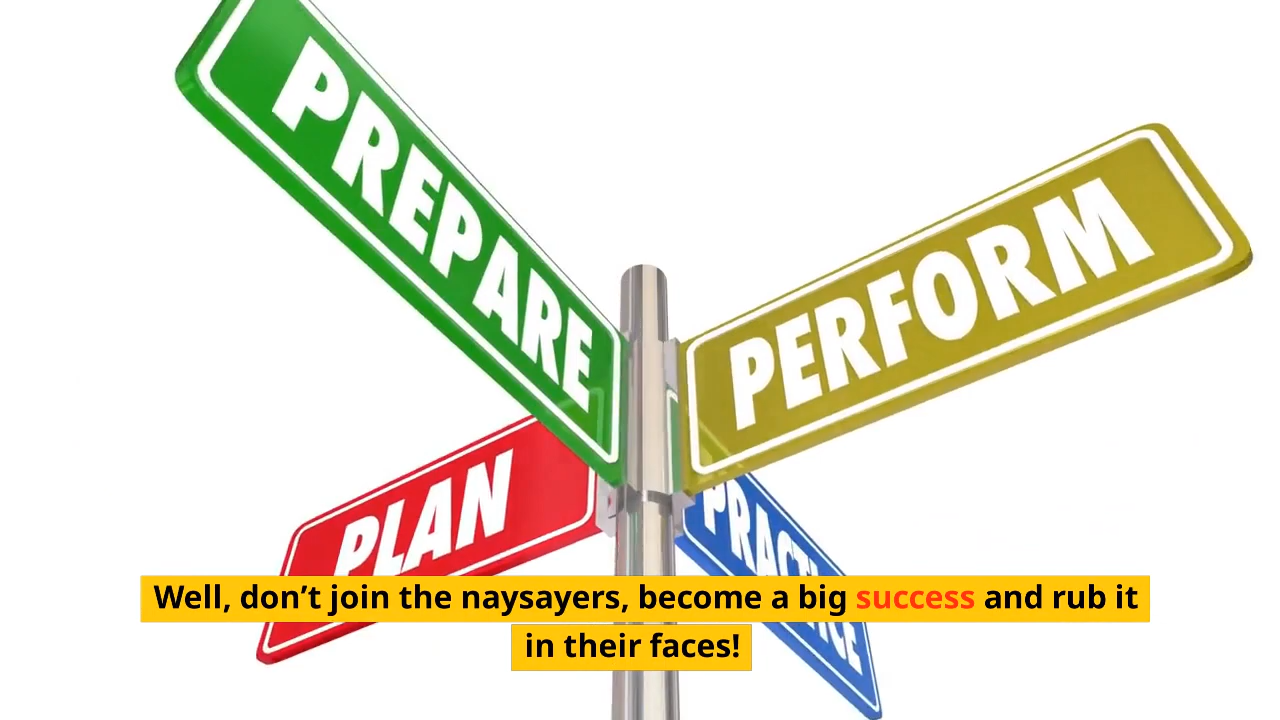 PREPARE
PERFORM
PLAN
PRACTICE
Well, don’t join the naysayers, become a big success and rub it
in their faces!